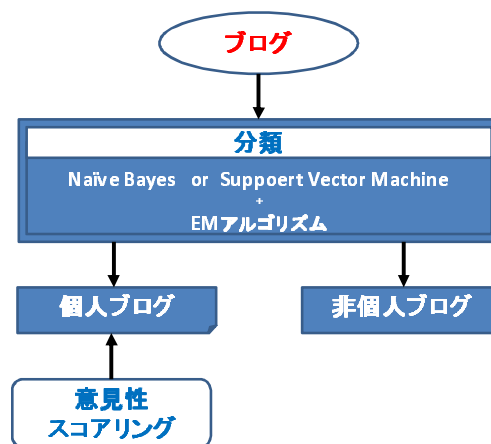 ブログ
分類
Naïve Bayes or Suppoert Vector Machine
+
EMアルゴリズム
個人ブログ
非個人ブログ
意見性
スコアリング